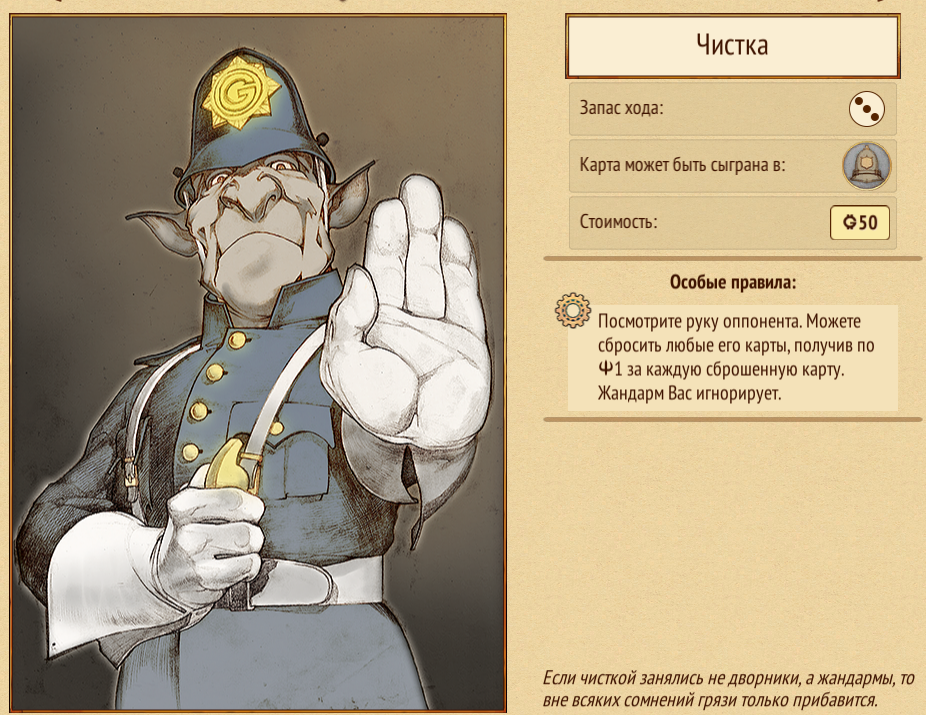 G
Чистка
Запас хода:
Карта может быть сыграна в:
Стоимость:
G50
Особые правила:
Посмотрите руку оппонента. Можете
сбросить любые его карты, получив по
Ψ1 за каждую сброшенную карту.
Жандарм Вас игнорирует.
Если чисткой занялись не дворники, а жандармы, то
вне всяких сомнений грязи только прибавится.